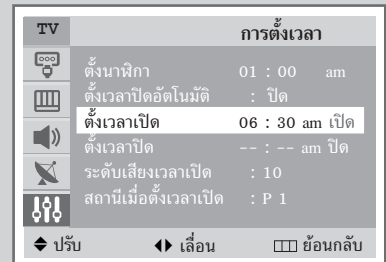 TV การตั้งเวลา
ตั้งนาฬิกา 01 : 00 am
ตั้งเวลาปิดอัตโนมัติ : ปิด
ตั้งเวลาเปิด 06 : 30 am เปิด
ตั้งเวลาปิด -- : -- am ปิด
ระดับเสียงเวลาเปิด : 10
สถานีเมื่อตั้งเวลาเปิด : P 1
ปรับ เลื่อน ย้อนกลับ